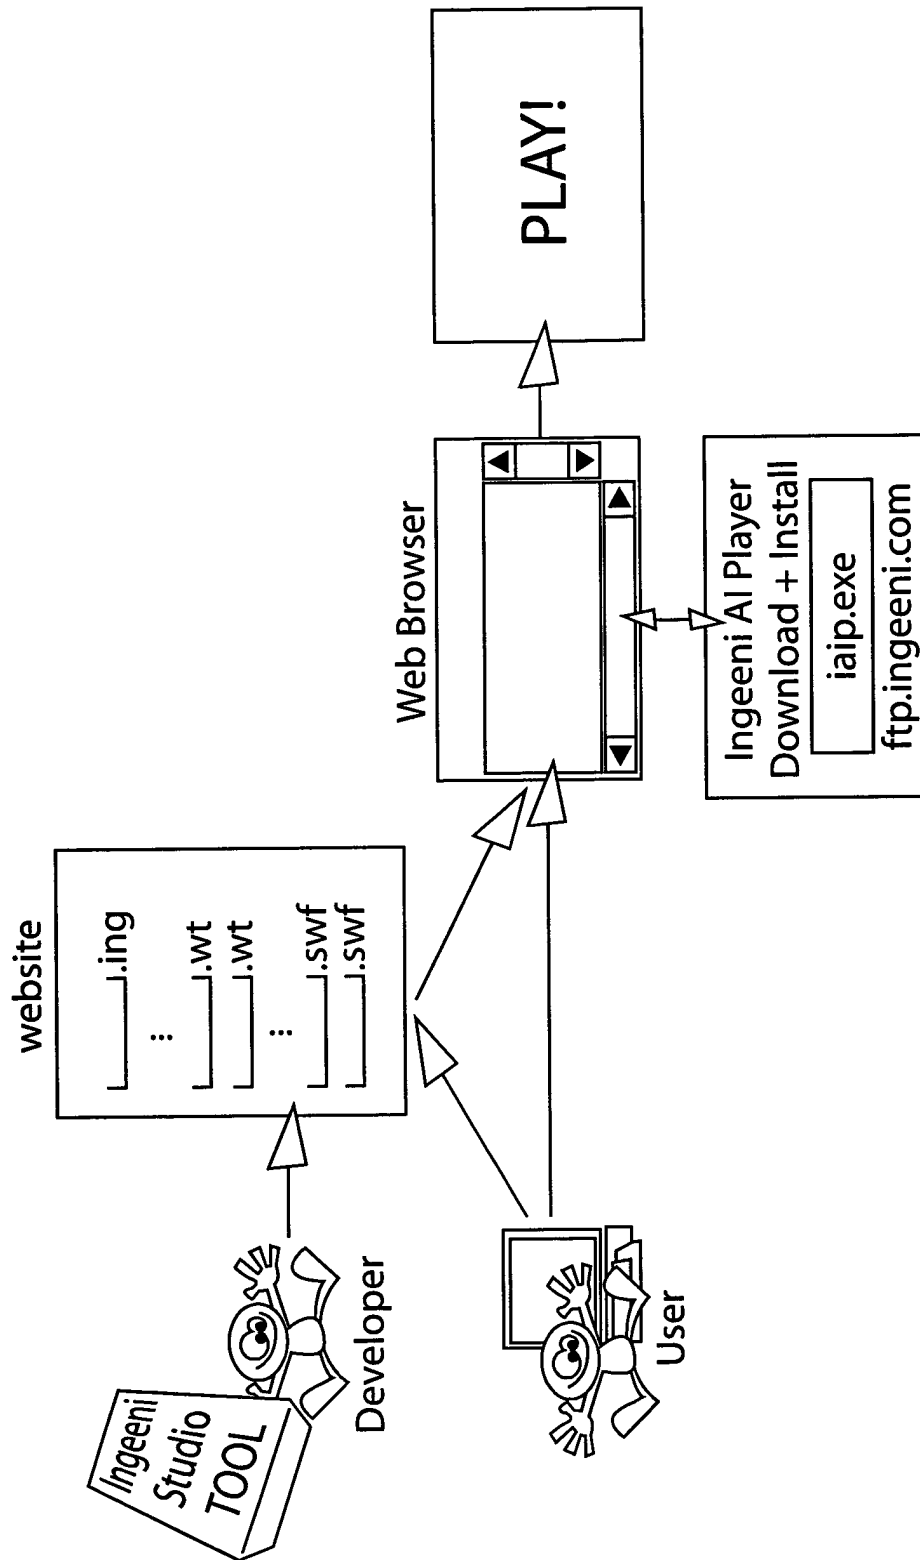 Ingeeni
Studio
TOOL
Developer
website
.ing
...
.wt
.wt
...
.swf
.swf
User
Web Browser
Ingeeni AI Player
Download + Install
iaip.exe
ftp.ingeeni.com
PLAY!